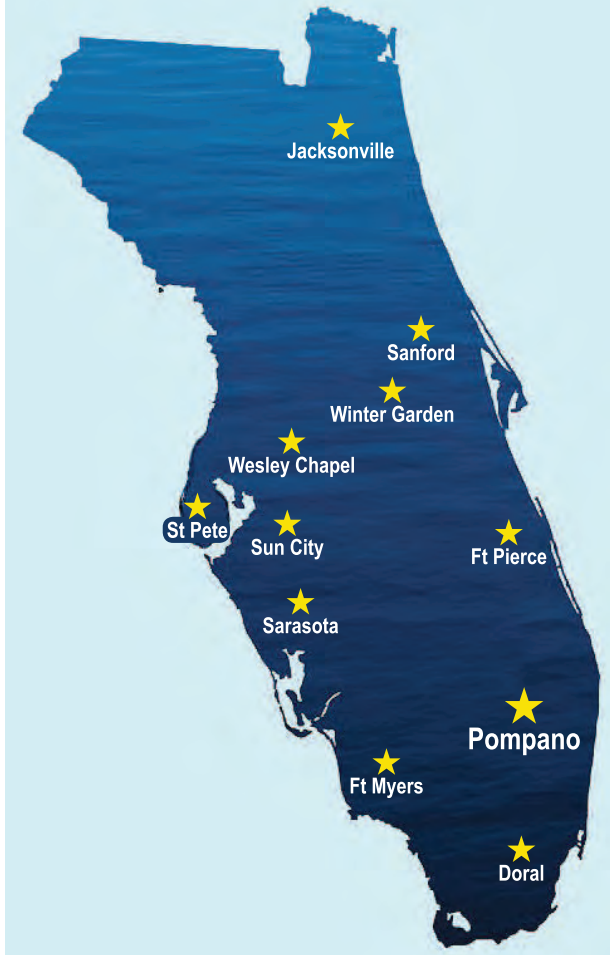 Jacksonville
Sanford
Winter Garden
Wesley Chapel
St Pete
Sun City
Ft Pierce
Sarasota
Pompano
Ft Myers
Doral